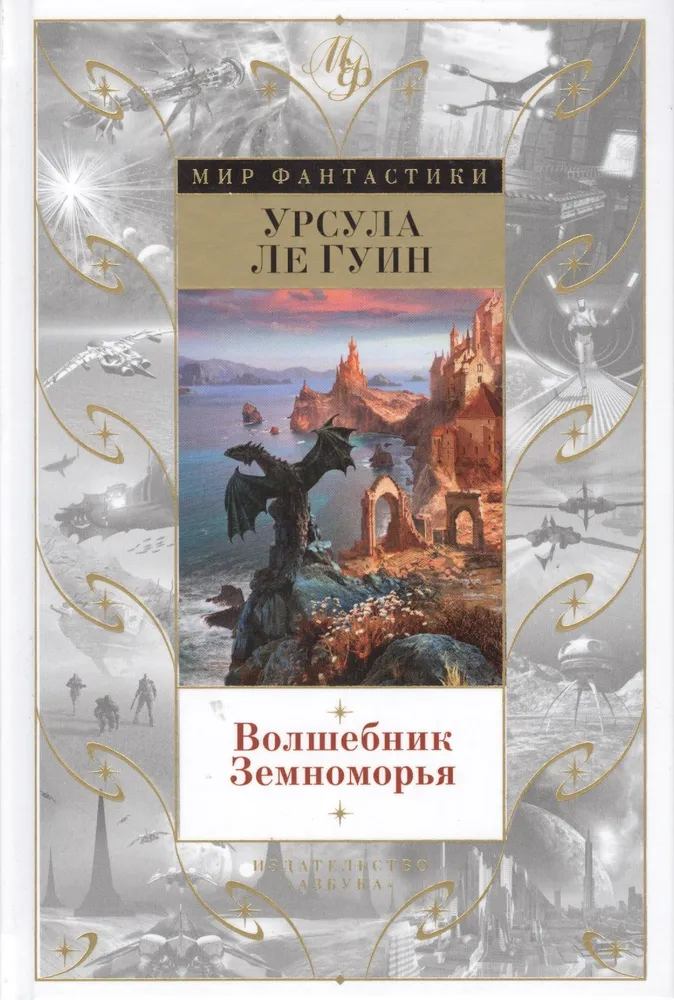 МФ
МИР ФАНТАСТИКИ
УРСУЛА
ЛЕ ГУИН
Волшебник
Земноморья
ИЗДАТЕЛЬСТВО
«АЗБУКА»